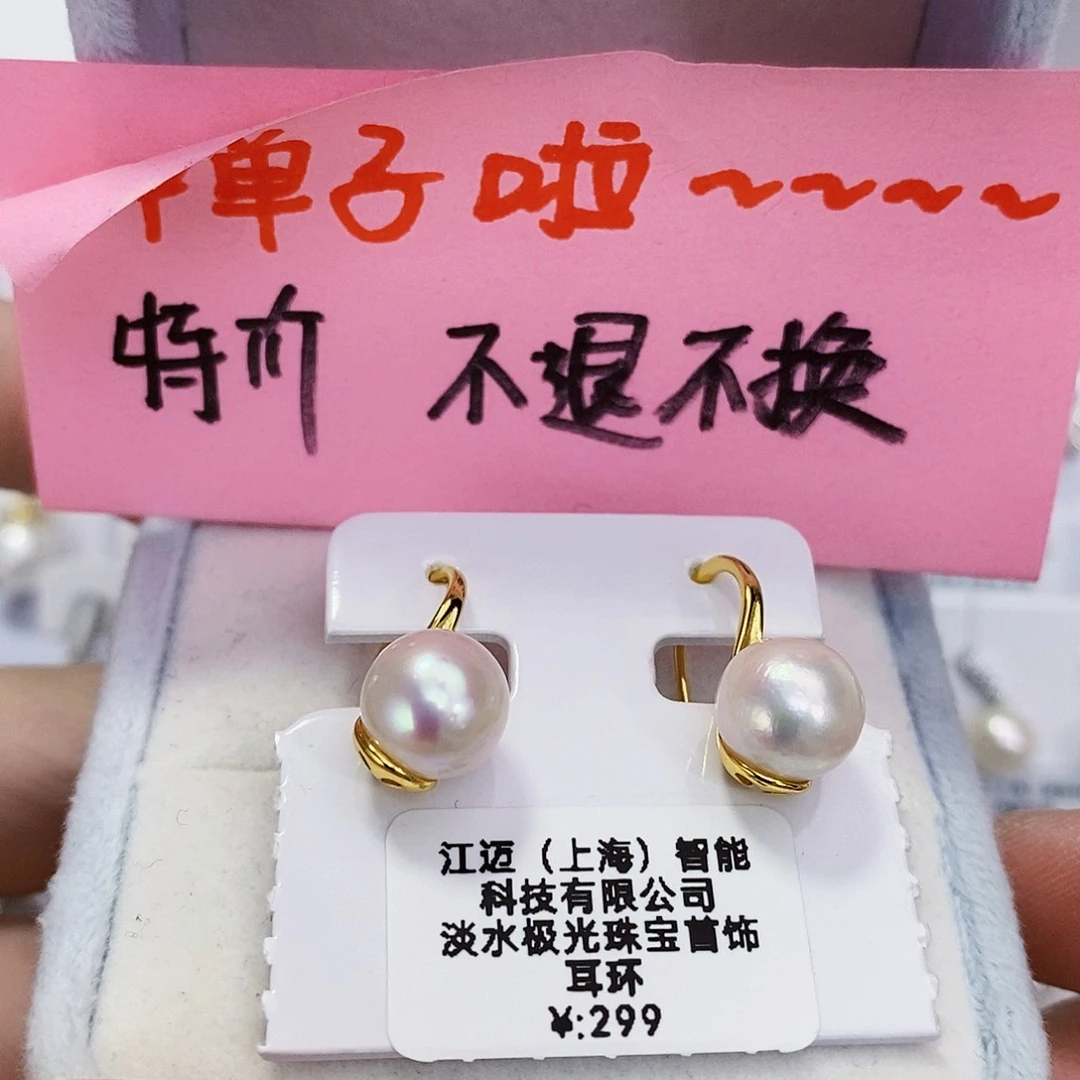 单子啦~~~~
特价 不退不换
江迈（上海）智能
科技有限公司
淡水极光珠宝首饰
耳环
¥:299